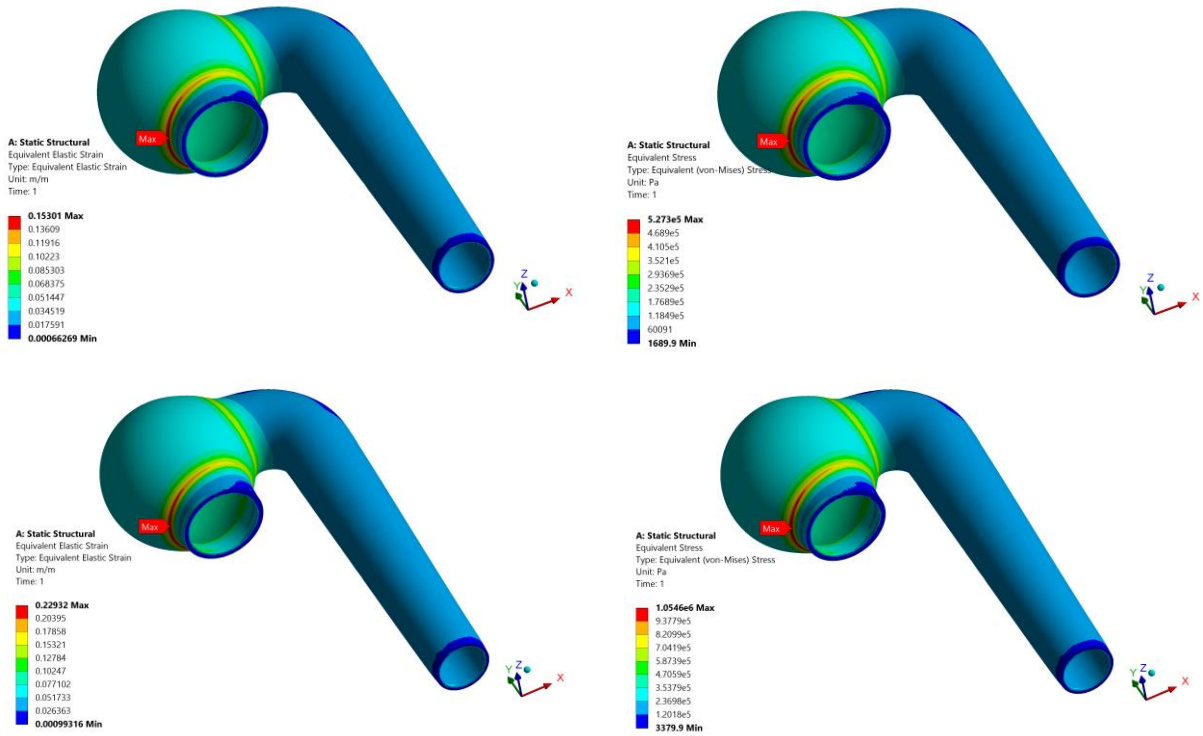 Max
A: Static Structural
Equivalent Elastic Strain
Type: Equivalent Elastic Strain
Unit: m/m
Time: 1
0.15301 Max
0.13609
0.11916
0.10223
0.085303
0.068375
0.051447
0.034519
0.017591
0.00066269 Min
Z
Y
X
Max
A: Static Structural
Equivalent Stress
Type: Equivalent (von-Mises) Stress
Unit: Pa
Time: 1
5.273e5 Max
4.689e5
4.105e5
3.521e5
2.9369e5
2.3529e5
1.7689e5
1.1849e5
60091
1689.9 Min
Z
Y
X
Max
A: Static Structural
Equivalent Elastic Strain
Type: Equivalent Elastic Strain
Unit: m/m
Time: 1
0.22932 Max
0.20395
0.17858
0.15321
0.12784
0.10247
0.077102
0.051733
0.026363
0.00099316 Min
Y Z
X
Max
A: Static Structural
Equivalent Stress
Type: Equivalent (von-Mises) Stress
Unit: Pa
Time: 1
1.0546e6 Max
9.3779e5
8.2099e5
7.0419e5
5.8739e5
4.7059e5
3.5379e5
2.3698e5
1.2018e5
3379.9 Min
Y Z
X